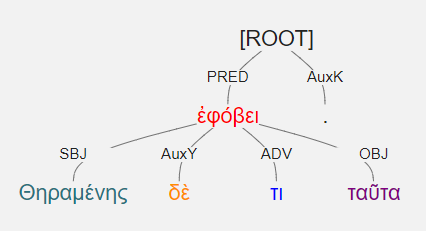 [ROOT]
PRED AuxK
ἐφόβει .
SBJ AuxY ADV OBJ
Θηραμένης δὲ τι ταῦτα